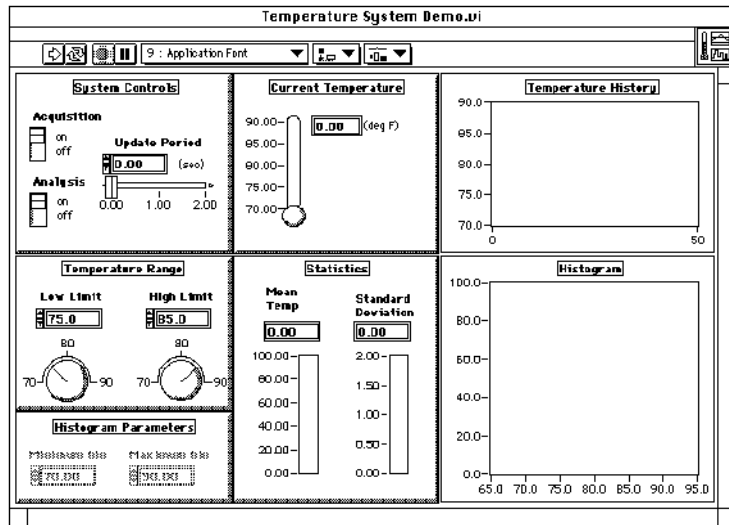 Temperature System Demo.vi
9 : Application Font
System Controls
Acquisition
on
off
Update Period
0.00 (sec)
Analysis
on
off
0.00 1.00 2.00
Current Temperature
90.00
85.00
80.00
75.00
70.00
0.00 (deg F)
Temperature History
90.0
85.0
80.0
75.0
70.0
0 50
Temperature Range
Low Limit High Limit
75.0 85.0
80 80
70 90 70 90
Histogram Parameters
70.00 90.00
Statistics
Mean
Temp
Standard
Deviation
0.00 0.00
100.00
80.00
60.00
40.00
20.00
0.00
2.00
1.50
1.00
0.50
0.00
Histogram
100.0
80.0
60.0
40.0
20.0
0.0
65.0 70.0 75.0 80.0 85.0 90.0 95.0